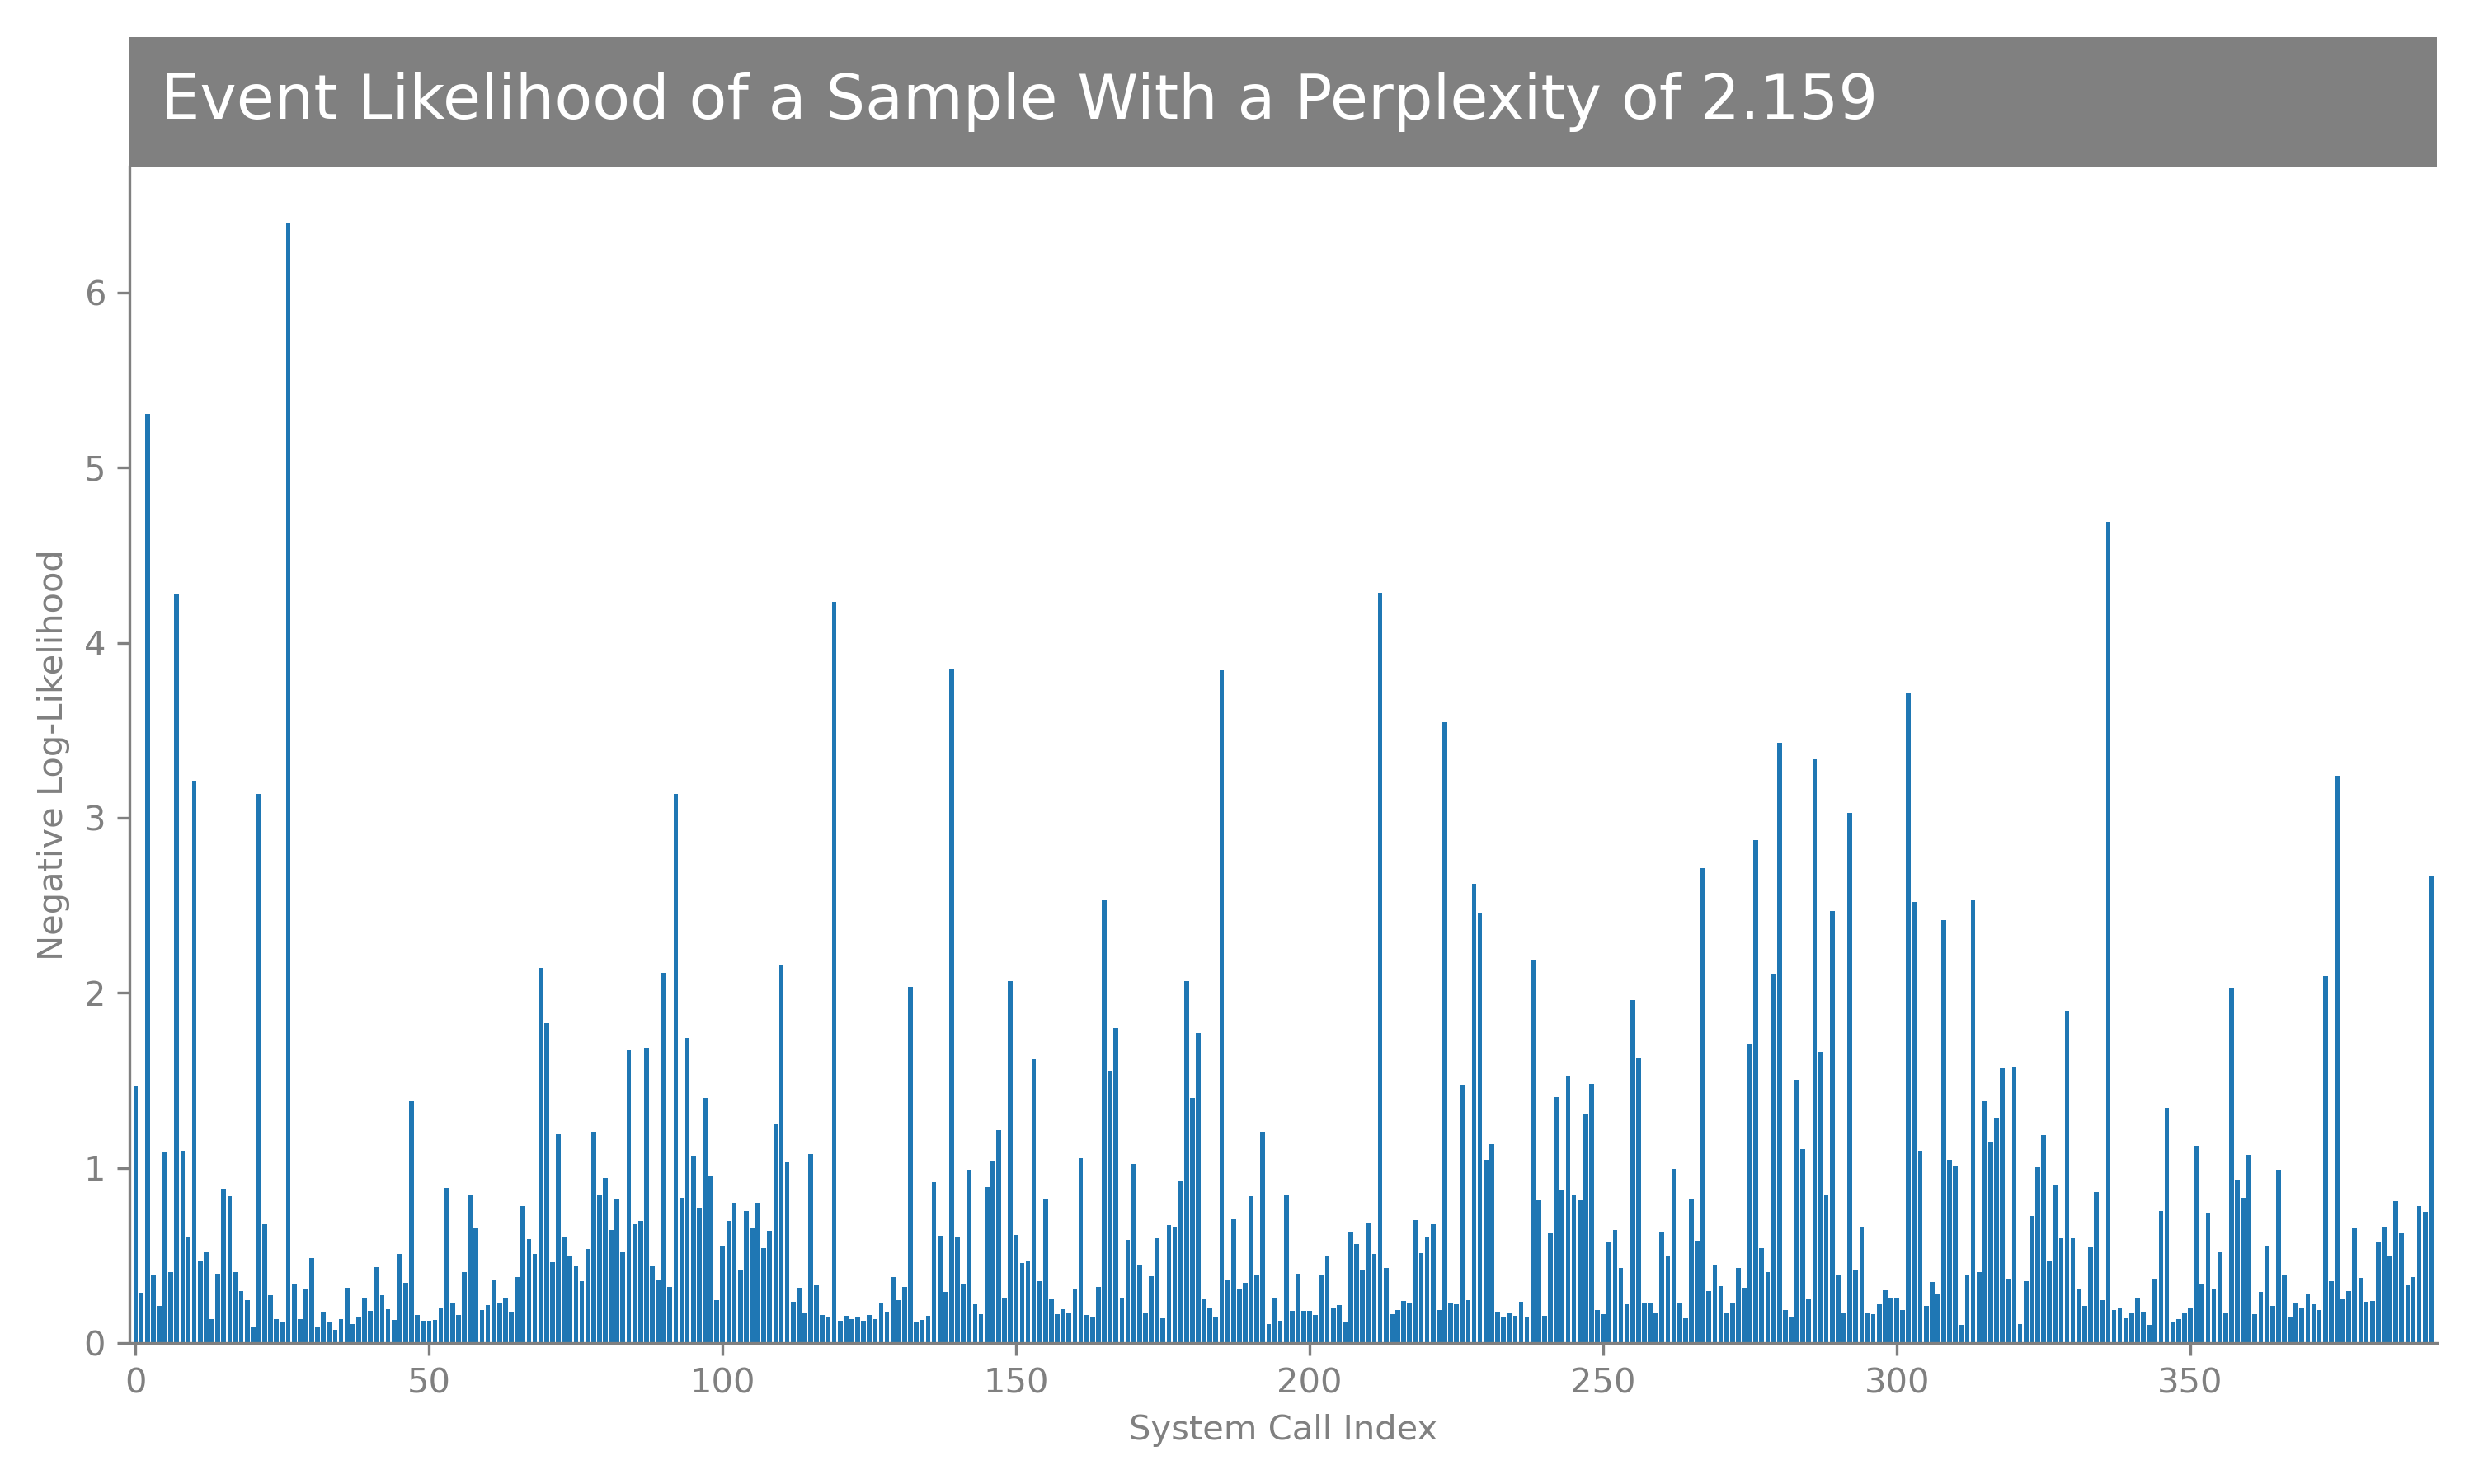 Event Likelihood of a Sample With a Perplexity of 2.159
Negative Log-Likelihood
6
5
4
3
2
1
0
0 50 100 150 200 250 300 350
System Call Index